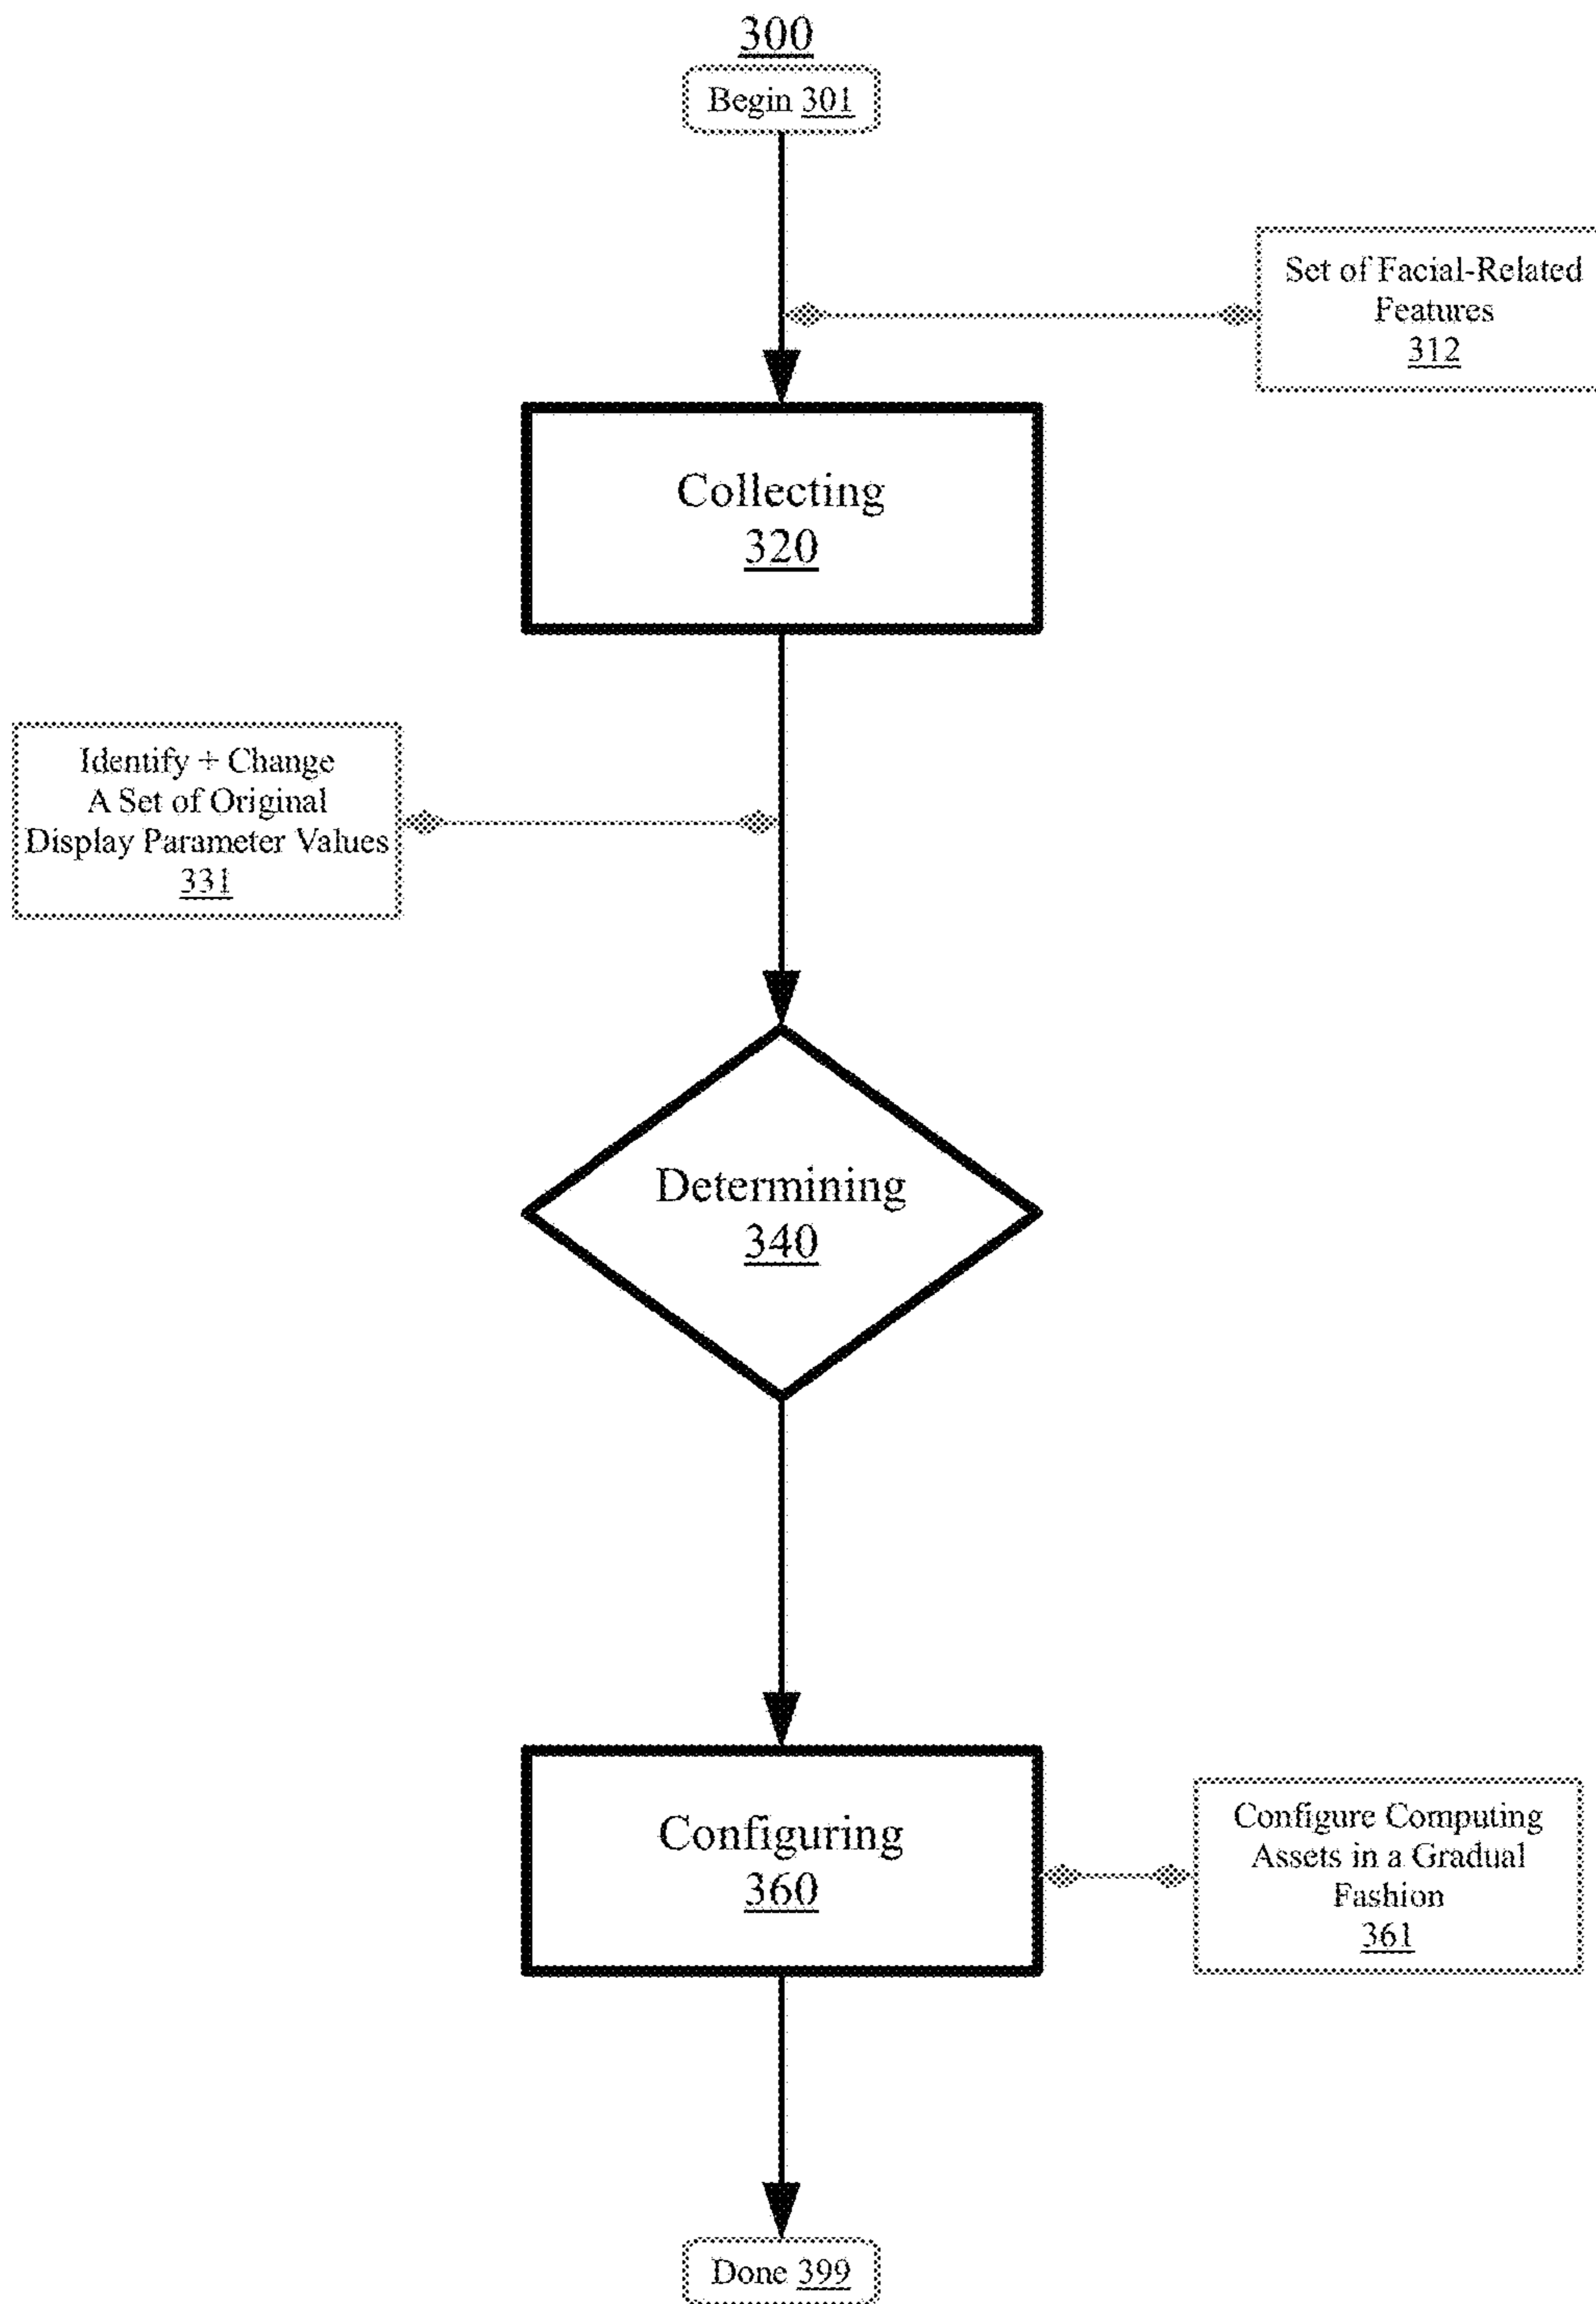 300
Begin 301
Set of Facial-Related
Features
312
Collecting
320
Identify + Change
A Set of Original
Display Parameter Values
331
Determining
340
Configuring
360
Configure Computing
Assets in a Gradual
Fashion
361
Done 399